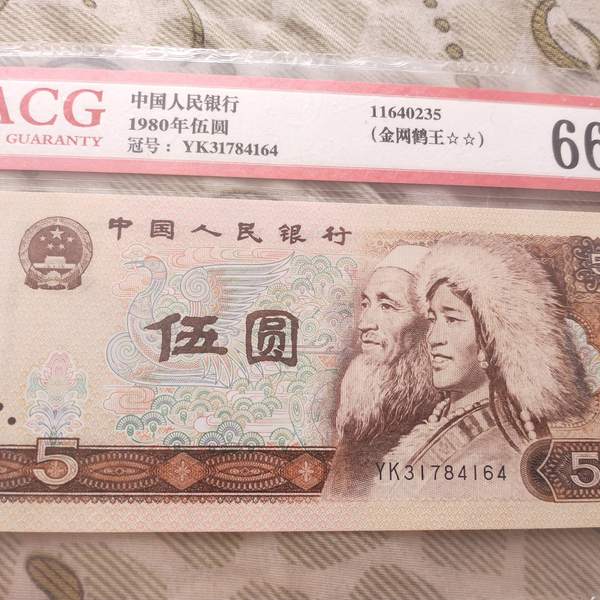 ACG
GUARANTY
中国人民银行
1980年伍圆
冠号： YK31784164
11640235
（金网鹤王☆☆）
66
中国人民银行
伍圆
5
YK31784164
5